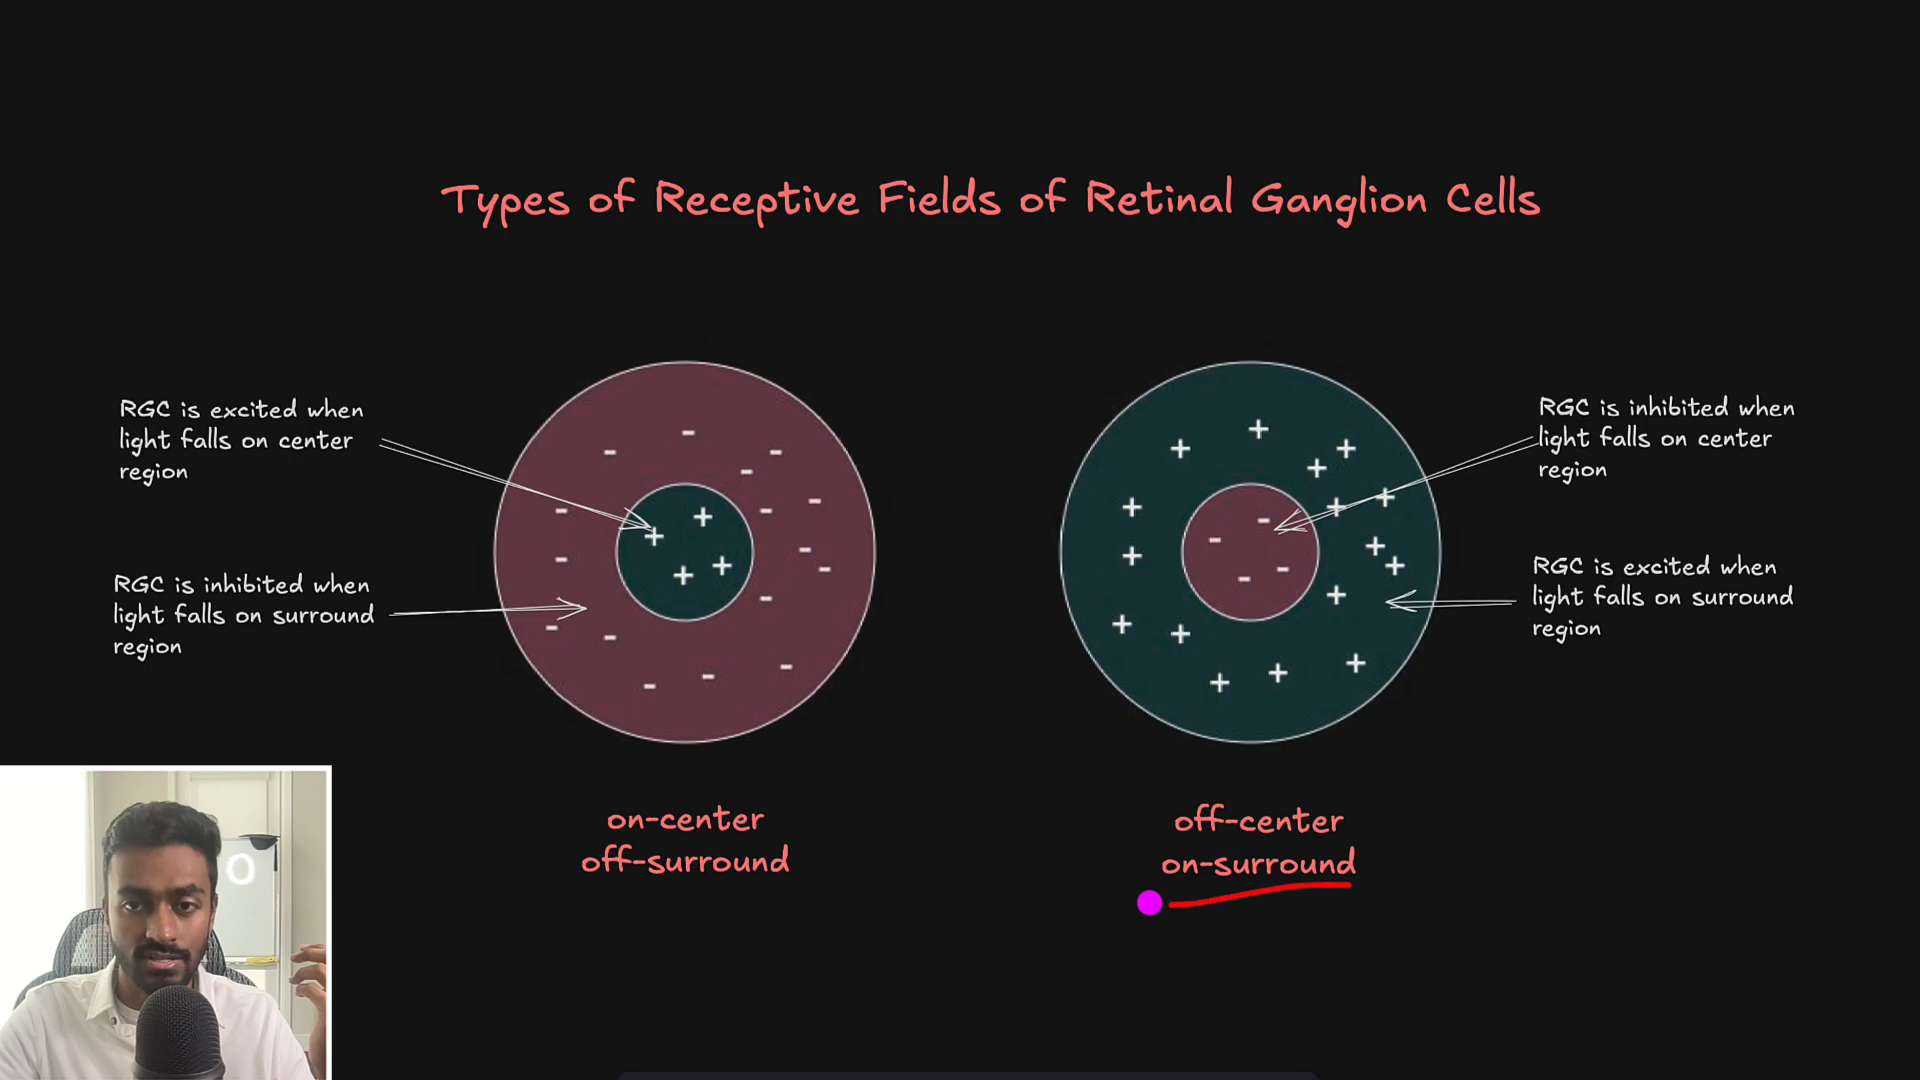 Types of Receptive Fields of Retinal Ganglion Cells
RGC is excited when
light falls on center
region
RGC is inhibited when
light falls on surround
region
- - - - - - - - - - - - - - - - - -
+ + + +
on-center
off-surround
RGC is inhibited when
light falls on center
region
RGC is excited when
light falls on surround
region
+ + + + + + + + + + + + + + + + +
- - - -
off-center
on-surround